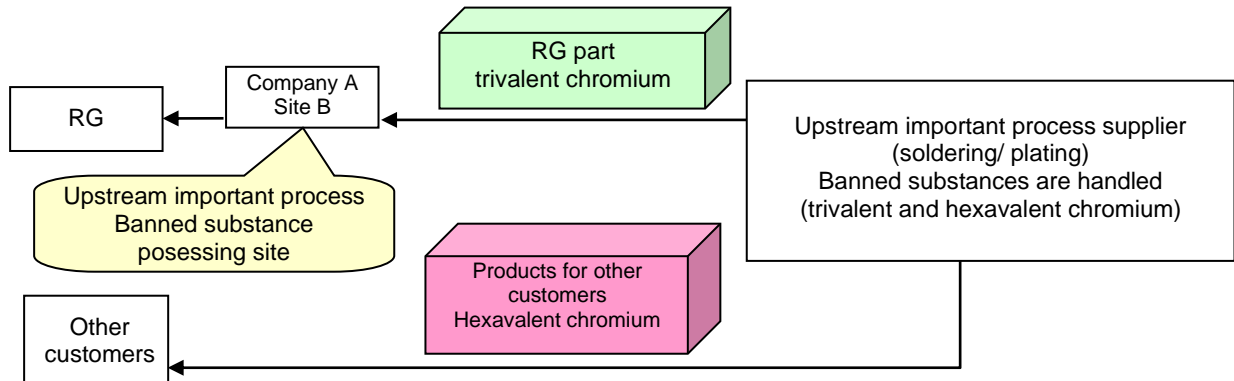 RG part
trivalent chromium
Company A
Site B
RG
Upstream important process supplier
(soldering/ plating)
Banned substances are handled
(trivalent and hexavalent chromium)
Upstream important process
Banned substance
posessing site
Products for other
customers
Hexavalent chromium
Other
customers